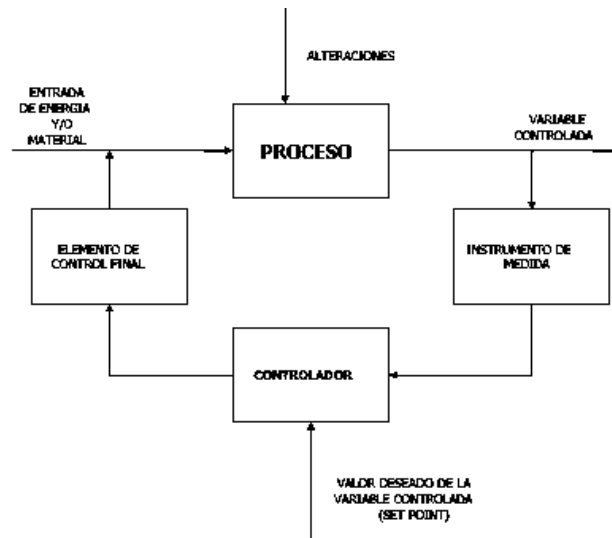 ALTERACIONES
ENTRADA
DE ENERGIA
Y/O
MATERIAL
PROCESO
VARIABLE
CONTROLADA
ELEMENTO DE
CONTROL FINAL
INSTRUMENTO DE
MEDIDA
CONTROLADOR
VALOR DESEADO DE LA
VARIABLE CONTROLADA
(SET POINT)